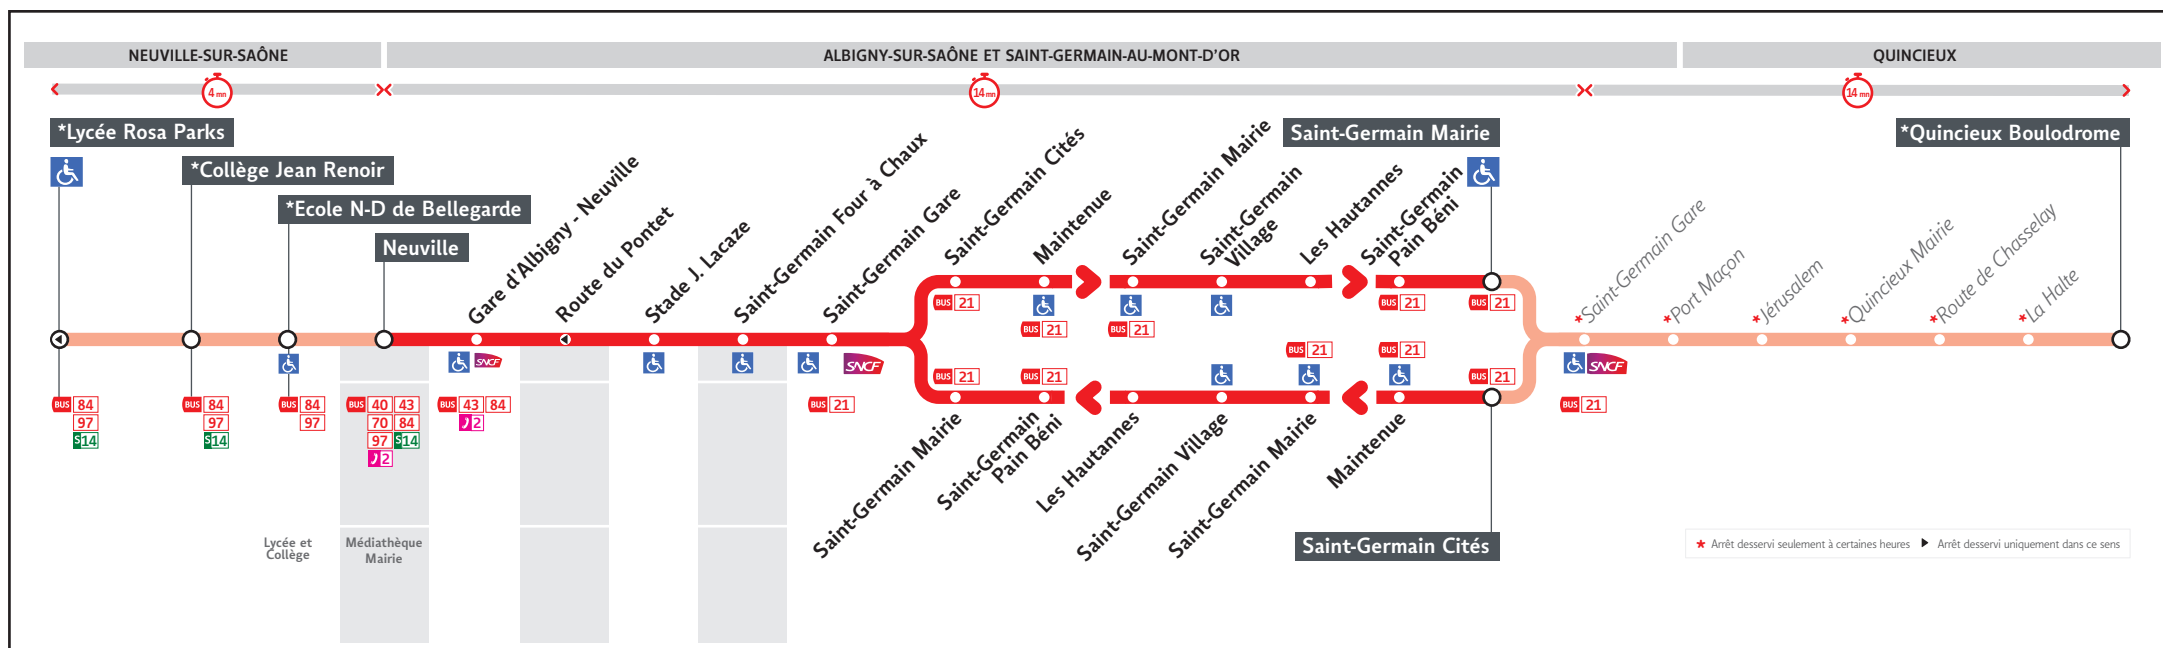 NEUVILLE-SUR-SAÔNE
ALBIGNY-SUR-SAÔNE ET SAINT-GERMAIN-AU-MONT-D'OR
QUINCIEUX
4 mn
14 mn
14 mn
*Lycée Rosa Parks
*Collège Jean Renoir
*Ecole N-D de Bellegarde
Neuville
Gare d'Albigny - Neuville
Route du Pontet
Stade J. Lacaze
Saint-Germain Four à Chaux
Saint-Germain Gare
Saint-Germain Cités
Maintenue
Saint-Germain Mairie
Saint-Germain
Village
Les Hautannes
Saint-Germain
Pain Béni
Saint-Germain Mairie
*Saint-Germain Gare
*Port Maçon
*Jérusalem
*Quincieux Mairie
*Route de Chasselay
*La Halte
*Quincieux Boulodrome
BUS 21
BUS 21
BUS 21
BUS 21
BUS 21
BUS 21
BUS 21
BUS 21
BUS 21
BUS 21
SNCF
SNCF
SNCF
BUS 84
97
S14
BUS 84
97
S14
BUS 84
97
BUS 40 43
70 84
97 S14
2
BUS 43 84
2
BUS 21
BUS 21
Saint-Germain Mairie
Saint-Germain
Pain Béni
Les Hautannes
Saint-Germain Village
Saint-Germain Mairie
Maintenue
Saint-Germain Cités
Lycée et
Collège
Médiathèque
Mairie
* Arrêt desservi seulement à certaines heures
Arrêt desservi uniquement dans ce sens